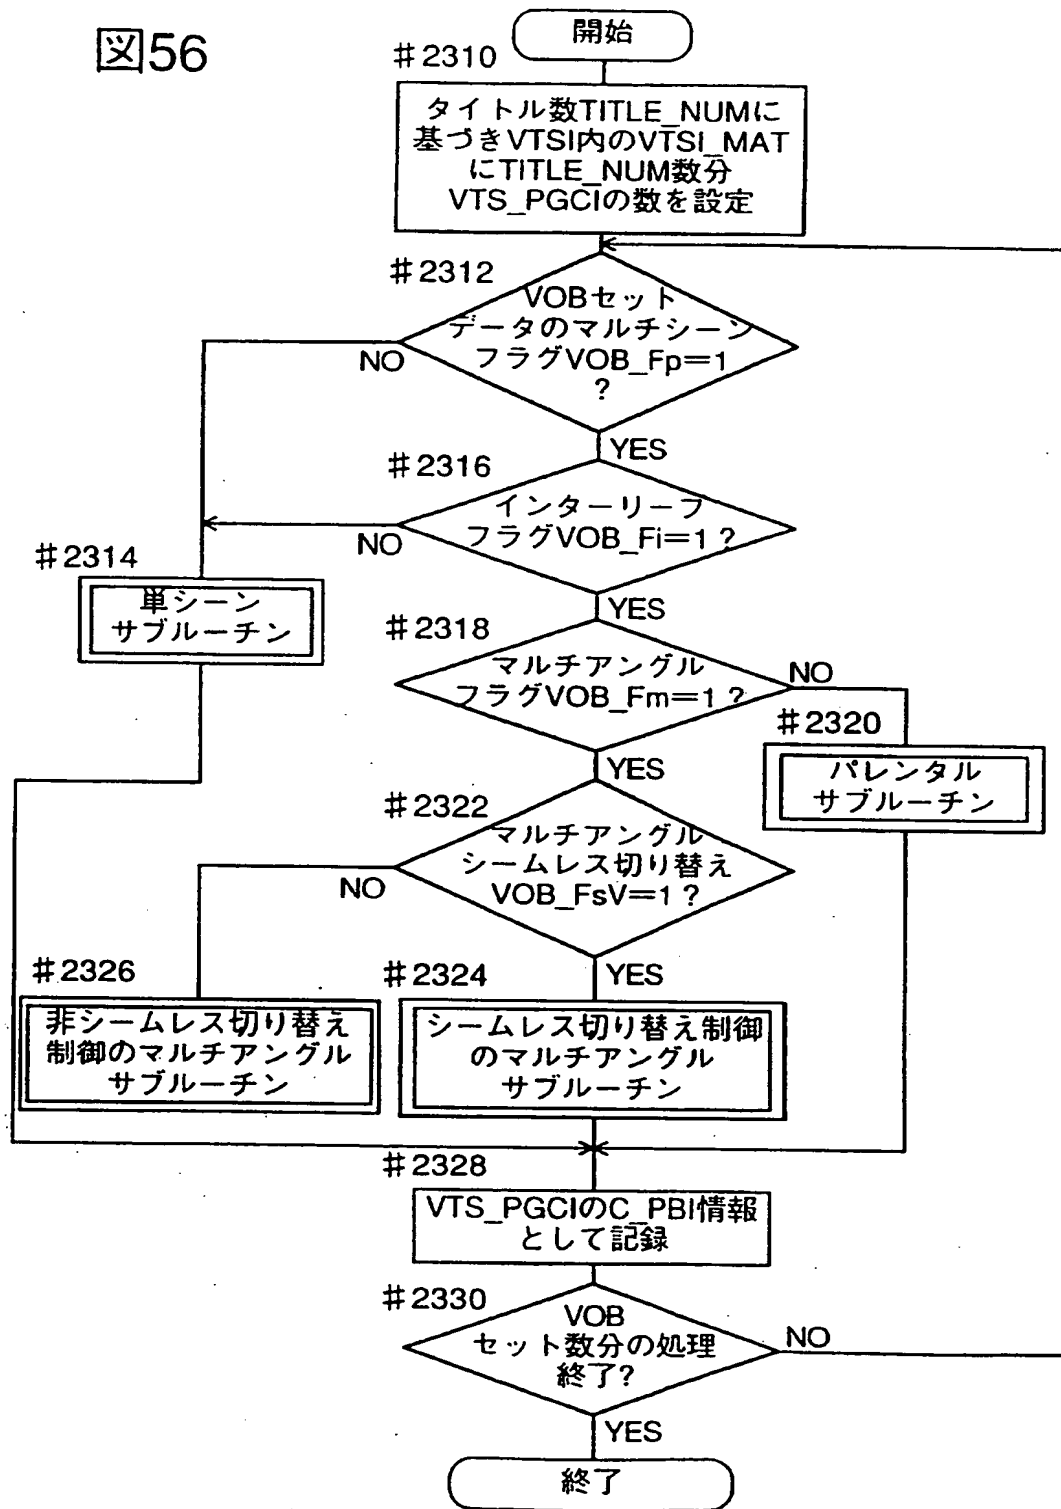 図56
開始
#2310
タイトル数TITLE_NUMに
基づきVTSI内のVTSI_MAT
にTITLE_NUM数分
VTS_PGCIの数を設定
#2312
VOBセット
データのマルチシーン
フラグVOB_Fp=1
?
NO
YES
#2316
インターリーブ
フラグVOB_Fi=1?
NO
YES
#2314
単シーン
サブルーチン
#2318
マルチアングル
フラグVOB_Fm=1?
NO
YES
#2320
パレンタル
サブルーチン
#2322
マルチアングル
シームレス切り替え
VOB_FsV=1?
NO
YES
#2326
非シームレス切り替え
制御のマルチアングル
サブルーチン
#2324
シームレス切り替え制御
のマルチアングル
サブルーチン
#2328
VTS_PGCIのC_PBI情報
として記録
#2330
VOB
セット数分の処理
終了?
NO
YES
終了